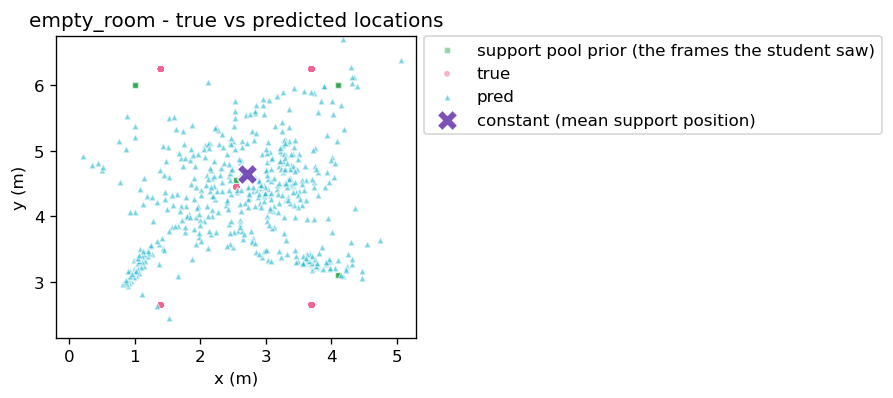 empty_room - true vs predicted locations
support pool prior (the frames the student saw)
true
pred
constant (mean support position)
y (m)
6
5
4
3
0 1 2 3 4 5
x (m)